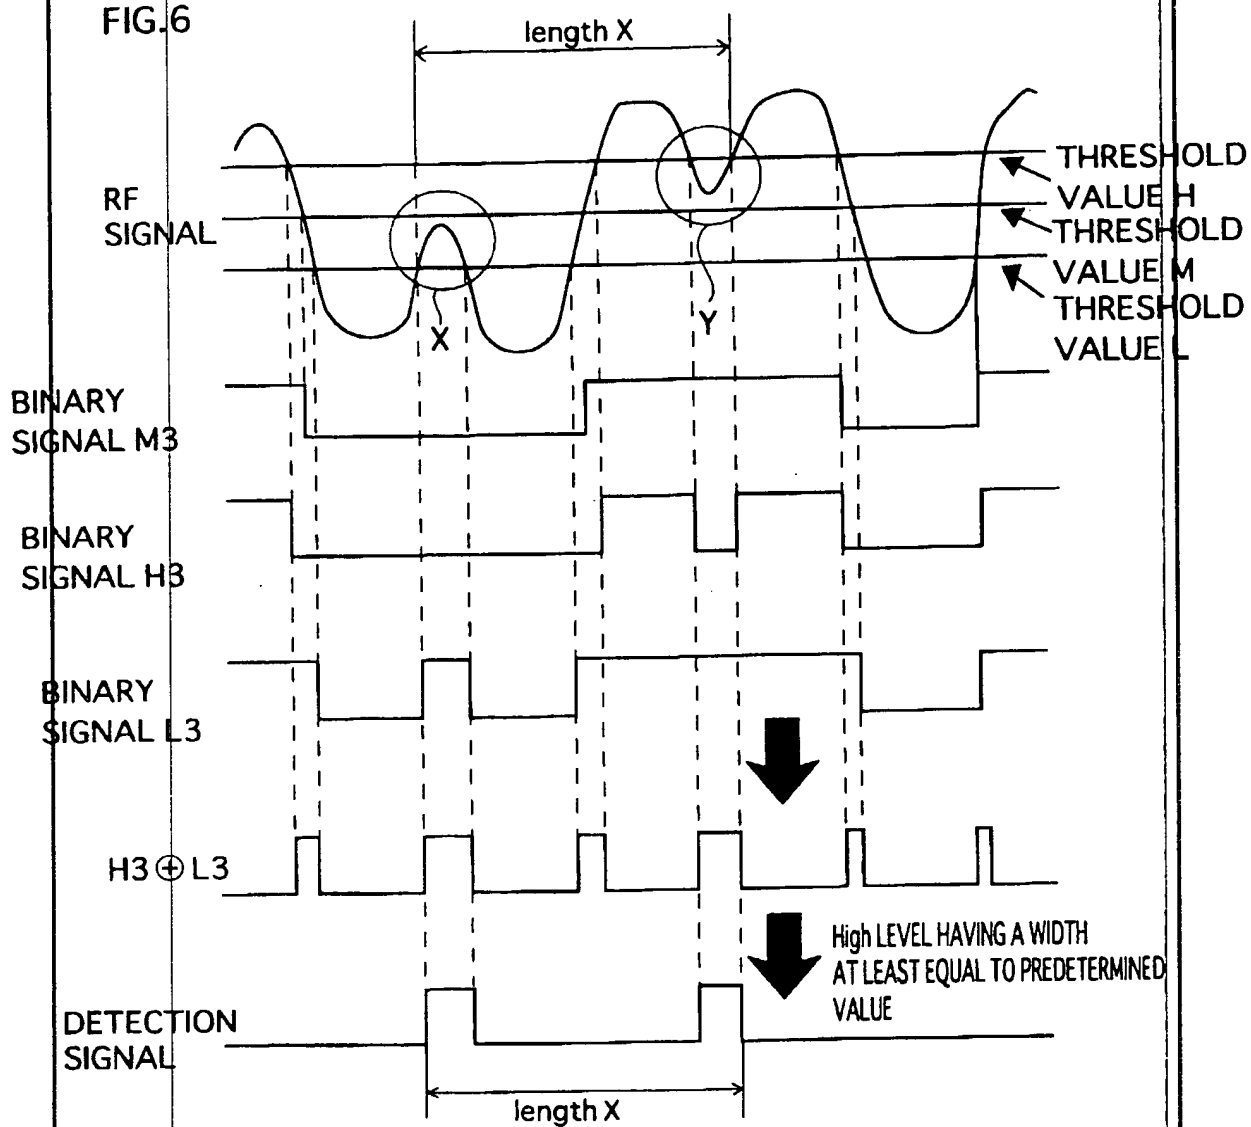 FIG.6
length X
RF
SIGNAL
THRESHOLD
VALUE H
THRESHOLD
VALUE M
THRESHOLD
VALUE L
X
Y
BINARY
SIGNAL M3
BINARY
SIGNAL H3
BINARY
SIGNAL L3
H3 ⊕ L3
High LEVEL HAVING A WIDTH
AT LEAST EQUAL TO PREDETERMINED
VALUE
DETECTION
SIGNAL
length X